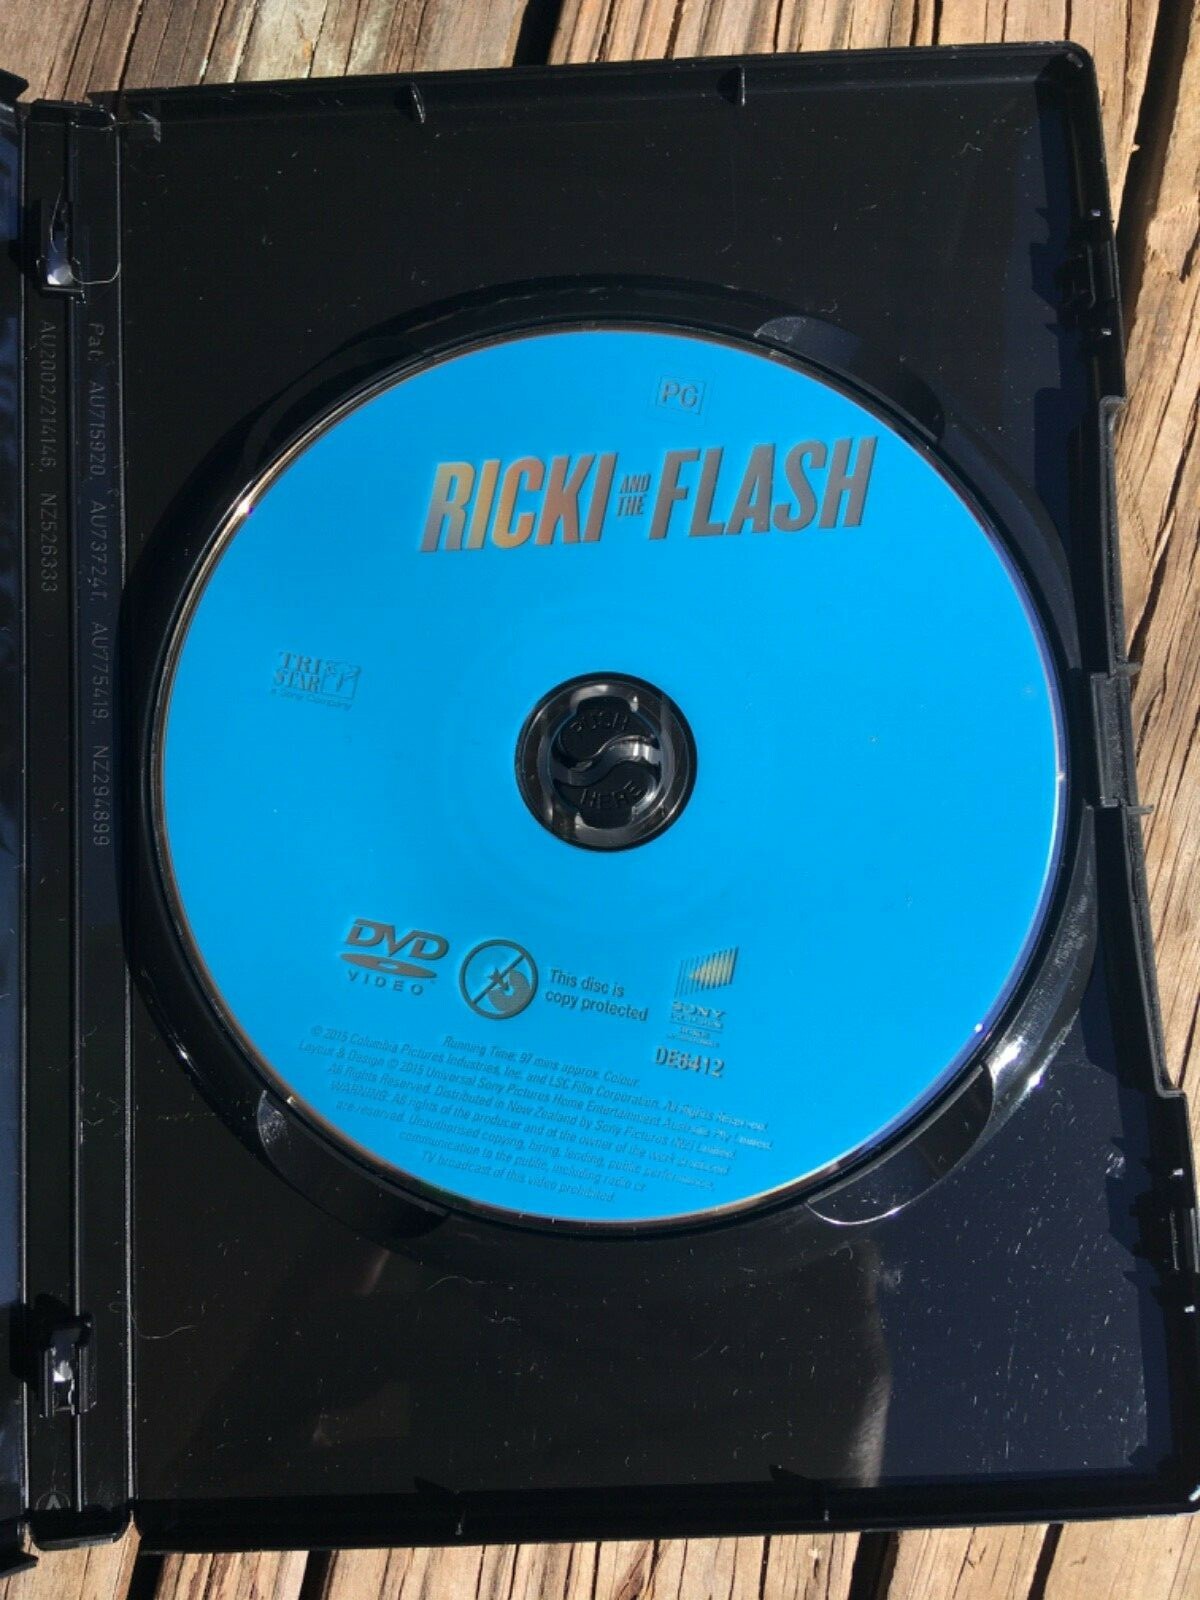 PG
RICKI AND THE FLASH
TRI
STAR
a Sony Company
PUSH
HERE
DVD
VIDEO
This disc is
copy protected
SONY
DE6412
Running Time: 97 mins approx. Colour.
© 2015 Columbia Pictures Industries, Inc. and LSC Film Corporation. All Rights Reserved.
Layout & Design © 2015 Universal Sony Pictures Home Entertainment Australia Pty Limited.
All Rights Reserved. Distributed in New Zealand by Sony Pictures (NZ) Limited.
WARNING: All rights of the producer and of the owner of the work produced
are reserved. Unauthorised copying, hiring, lending, public performance,
communication to the public, including radio or
TV broadcast of this video prohibited.
Pat: AU715920, AU737241, AU775419, NZ294899
AU2002/214146, NZ526333